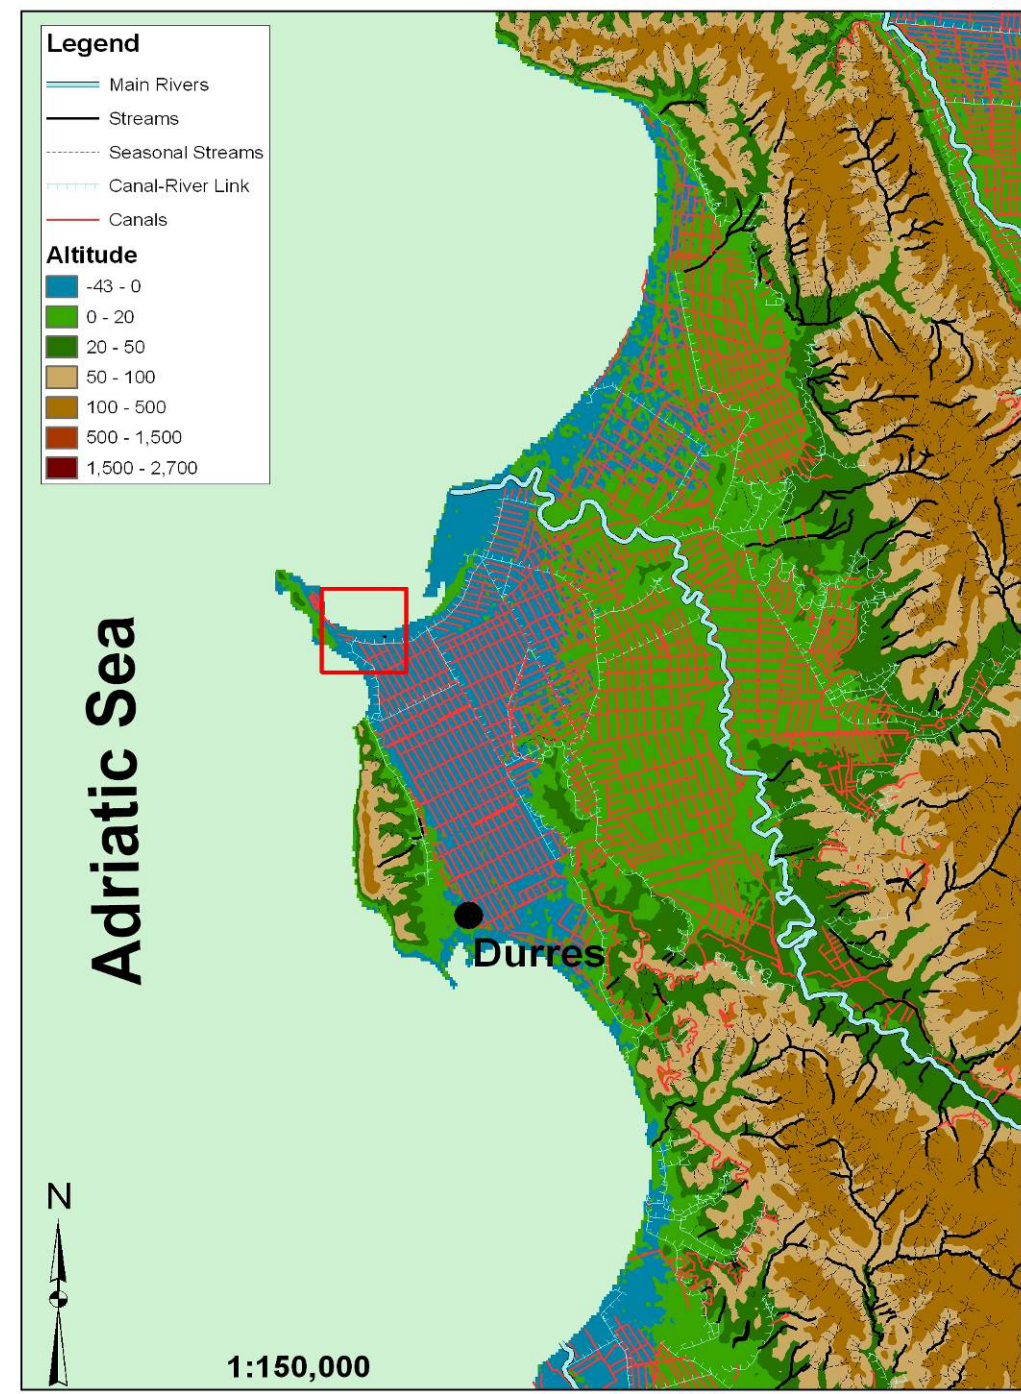 Legend
Main Rivers
Streams
Seasonal Streams
Canal-River Link
Canals
Altitude
-43 - 0
0 - 20
20 - 50
50 - 100
100 - 500
500 - 1,500
1,500 - 2,700
Adriatic Sea
Durres
N
1:150,000